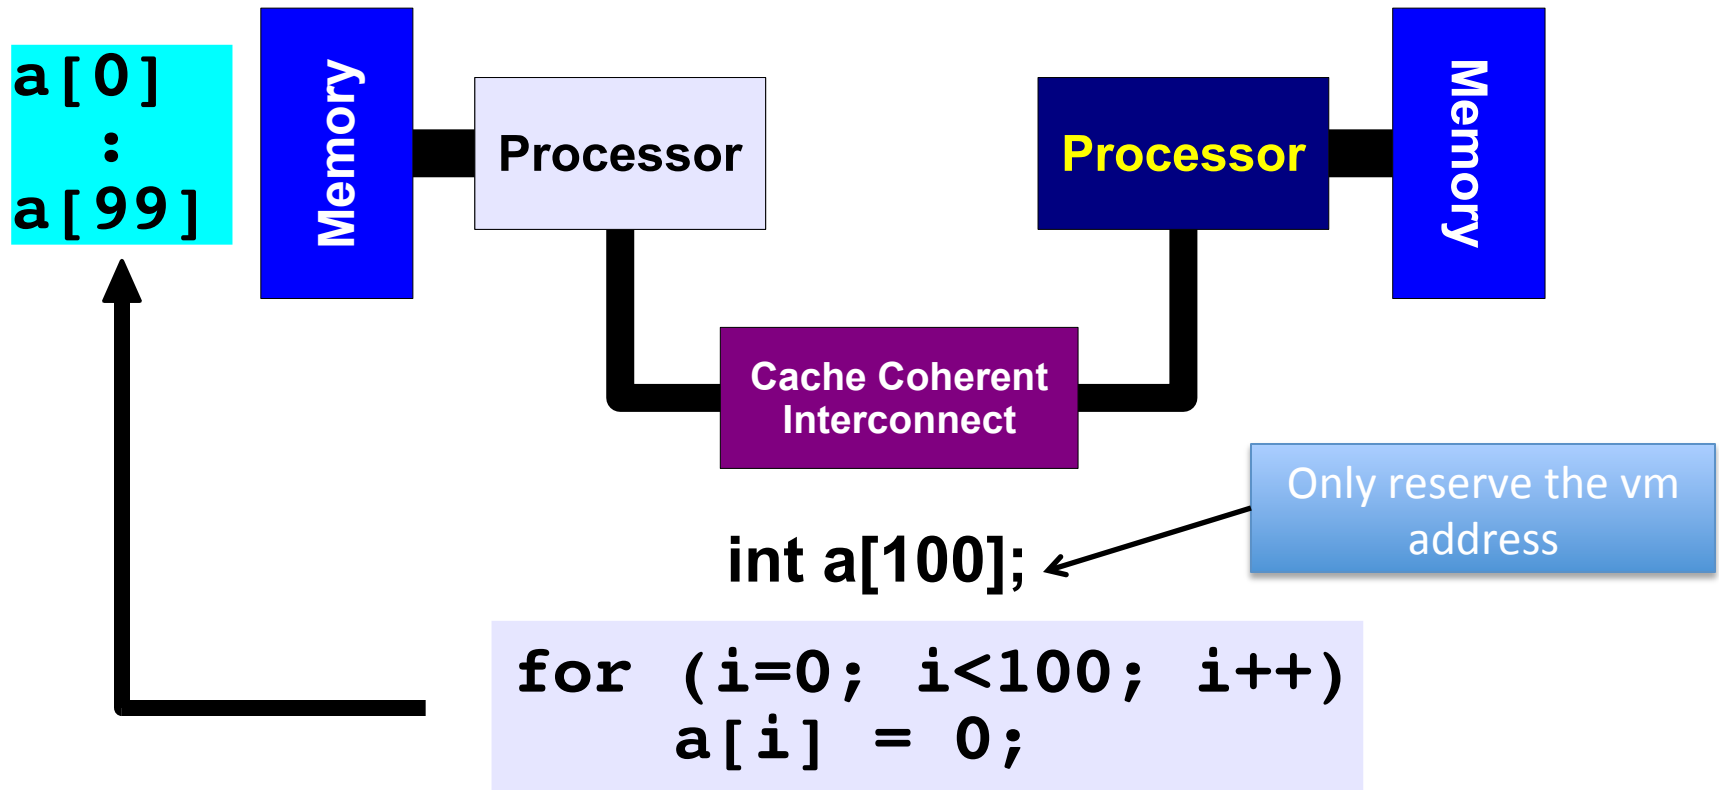 a[0]
:
a[99]
Memory
Processor
Processor
Memory
Cache Coherent
Interconnect
Only reserve the vm
address
int a[100];
for (i=0; i<100; i++)
a[i] = 0;